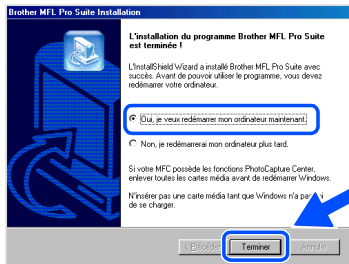 Brother MFL Pro Suite Installation
L'installation du programme Brother MFL Pro Suite
est terminée !
L'InstallShield Wizard a installé Brother MFL Pro Suite avec
succès. Avant de pouvoir utiliser le programme, vous devez
redémarrer votre ordinateur.
Oui, je veux redémarrer mon ordinateur maintenant.
Non, je redémarrerai mon ordinateur plus tard.
Si votre MFC possède les fonctions PhotoCapture Center,
enlever toutes les cartes média avant de redémarrer Windows.
N'insérer pas une carte média tant que Windows n'a pas
de se charger.
< Précéde
Terminer
Annuler